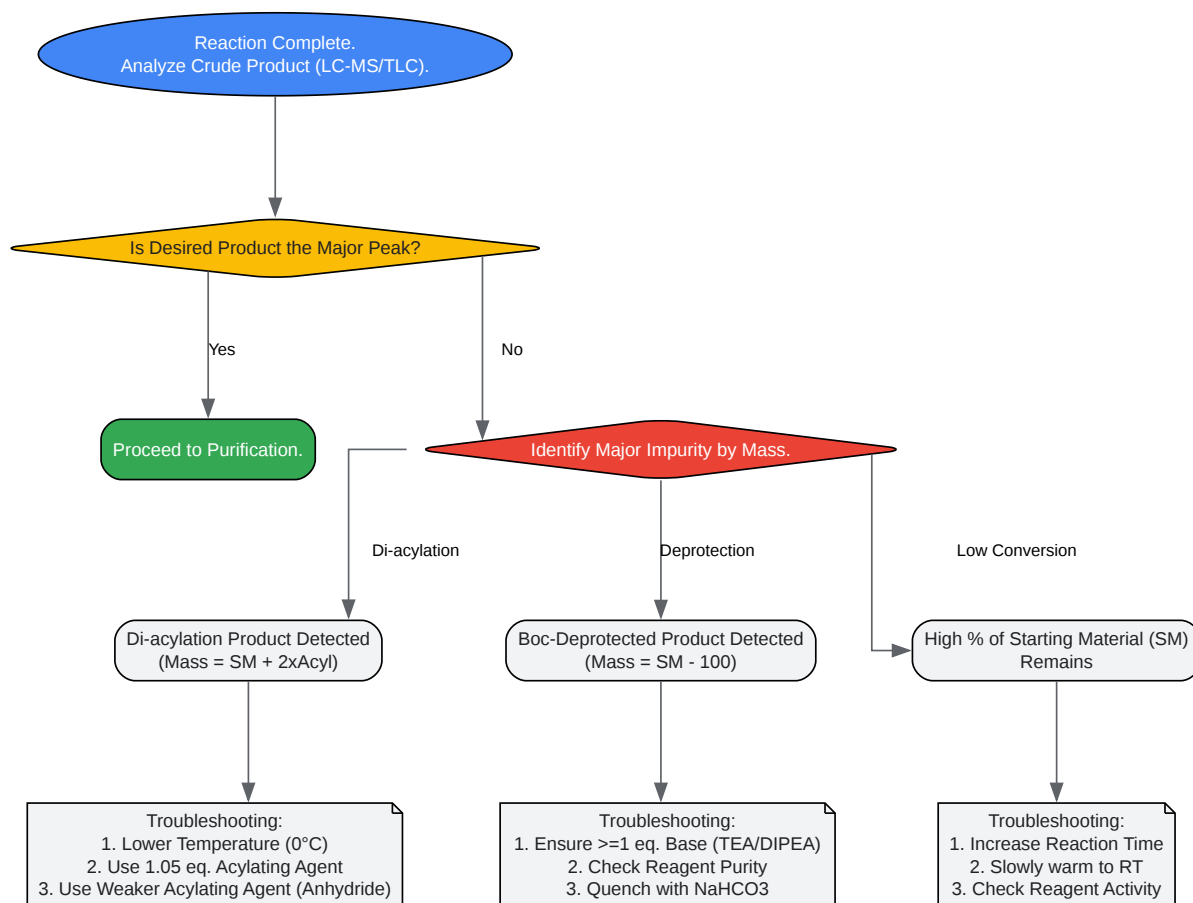 Reaction Complete.
Analyze Crude Product (LC-MS/TLC).
Is Desired Product the Major Peak?
Yes
No
Proceed to Purification.
Identify Major Impurity by Mass.
Di-acylation
Deprotection
Low Conversion
Di-acylation Product Detected
(Mass = SM + 2xAcyl)
Boc-Deprotected Product Detected
(Mass = SM - 100)
High % of Starting Material (SM)
Remains
Troubleshooting:
1. Lower Temperature (0°C)
2. Use 1.05 eq. Acylating Agent
3. Use Weaker Acylating Agent (Anhydride)
Troubleshooting:
1. Ensure >=1 eq. Base (TEA/DIPEA)
2. Check Reagent Purity
3. Quench with NaHCO3
Troubleshooting:
1. Increase Reaction Time
2. Slowly warm to RT
3. Check Reagent Activity